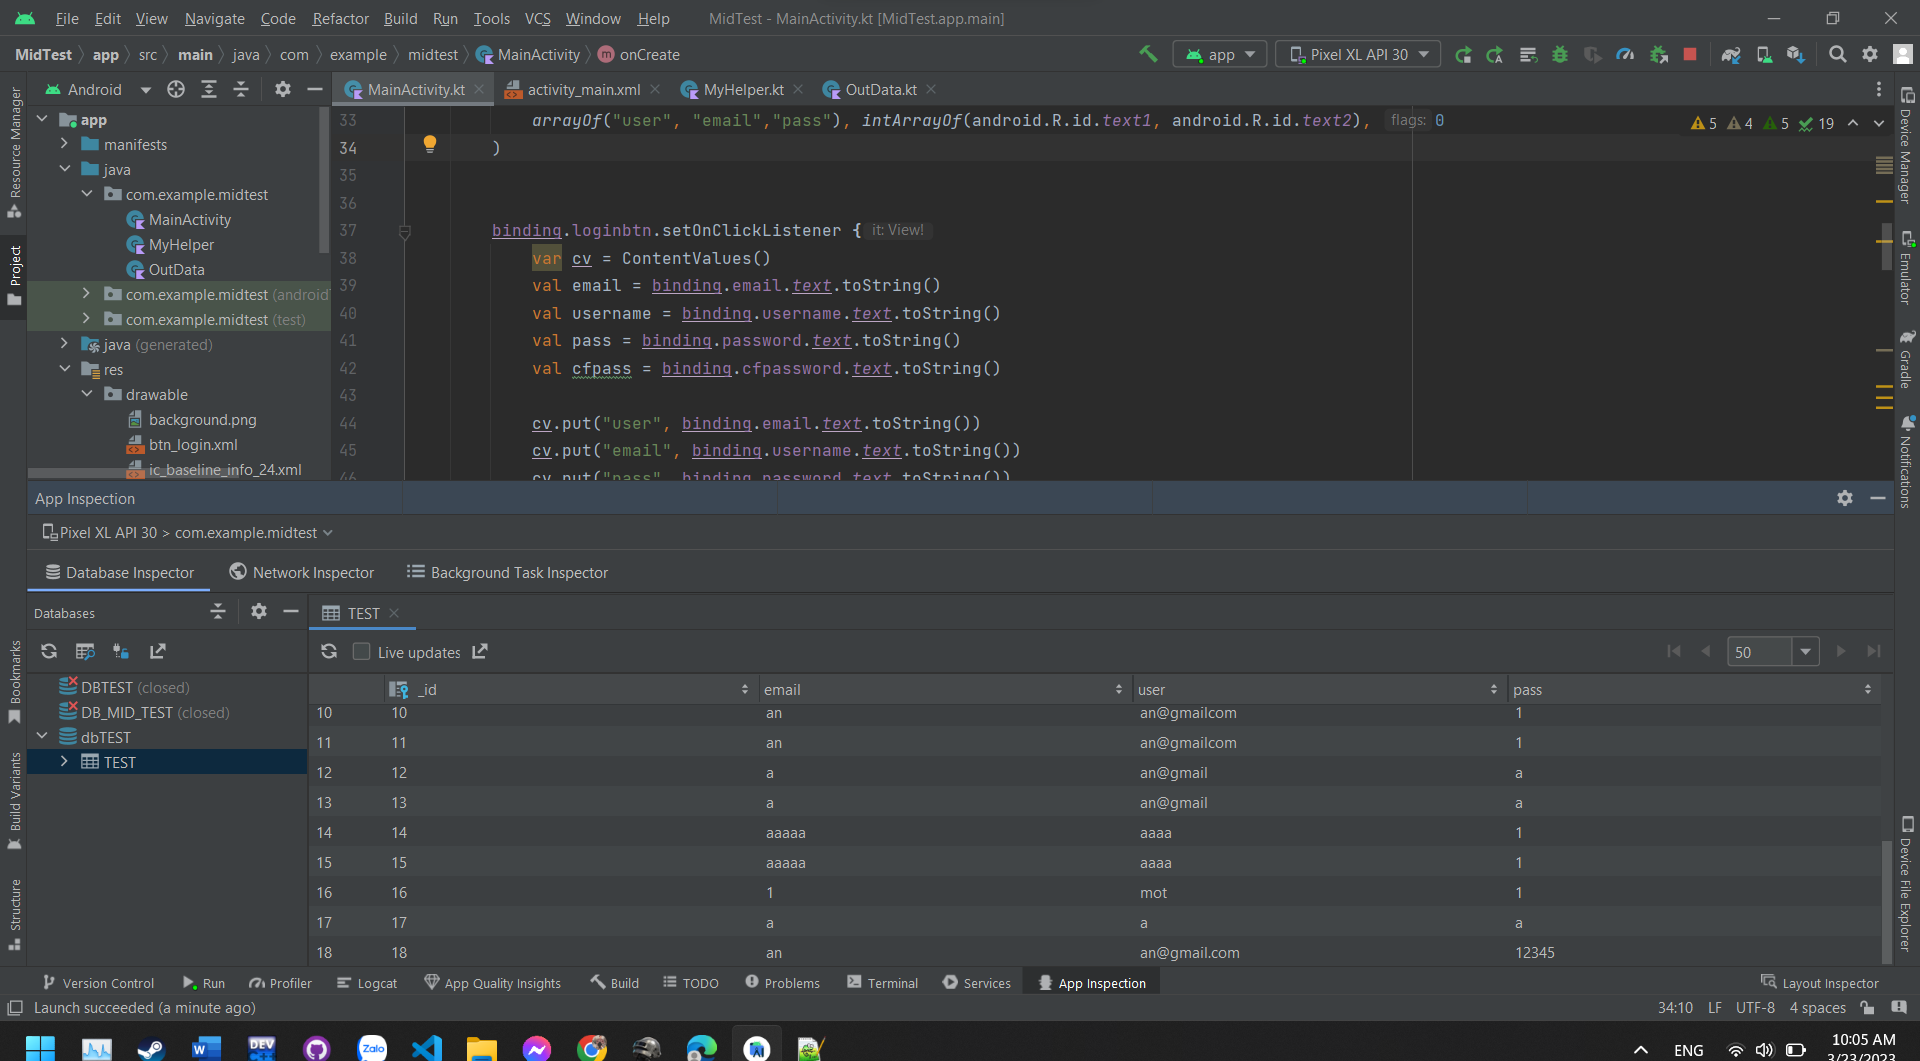 File Edit View Navigate Code Refactor Build Run Tools VCS Window Help MidTest - MainActivity.kt [MidTest.app.main]
MidTest app src main java com example midtest MainActivity m onCreate app Pixel XL API 30
Android MainActivity.kt activity_main.xml MyHelper.kt OutData.kt
Resource Manager
Project
Bookmarks
Build Variants
Structure
app
manifests
java
com.example.midtest
MainActivity
MyHelper
OutData
com.example.midtest (android
com.example.midtest (test)
java (generated)
res
drawable
background.png
btn_login.xml
ic_baseline_info_24.xml
33 arrayOf("user", "email","pass"), intArrayOf(android.R.id.text1, android.R.id.text2), flags: 0
5 4 5 19
34 )
35
36
37 binding.loginbtn.setOnClickListener { it: View!
38 var cv = ContentValues()
39 val email = binding.email.text.toString()
40 val username = binding.username.text.toString()
41 val pass = binding.password.text.toString()
42 val cfpass = binding.cfpassword.text.toString()
43
44 cv.put("user", binding.email.text.toString())
45 cv.put("email", binding.username.text.toString())
46 cv.put("pass", binding.password.text.toString())
Device Manager
Emulator
Gradle
Notifications
Device File Explorer
App Inspection
Pixel XL API 30 > com.example.midtest
Database Inspector Network Inspector Background Task Inspector
Databases
TEST
Live updates
50
DBTEST (closed)
DB_MID_TEST (closed)
dbTEST
TEST
_id email user pass
10 10 an an@gmailcom 1
11 11 an an@gmailcom 1
12 12 a an@gmail a
13 13 a an@gmail a
14 14 aaaaa aaaa 1
15 15 aaaaa aaaa 1
16 16 1 mot 1
17 17 a a a
18 18 an an@gmail.com 12345
Version Control Run Profiler Logcat App Quality Insights Build TODO Problems Terminal Services App Inspection Layout Inspector
Launch succeeded (a minute ago) 34:10 LF UTF-8 4 spaces
DEV
Zalo
ENG
10:05 AM
3/23/2023